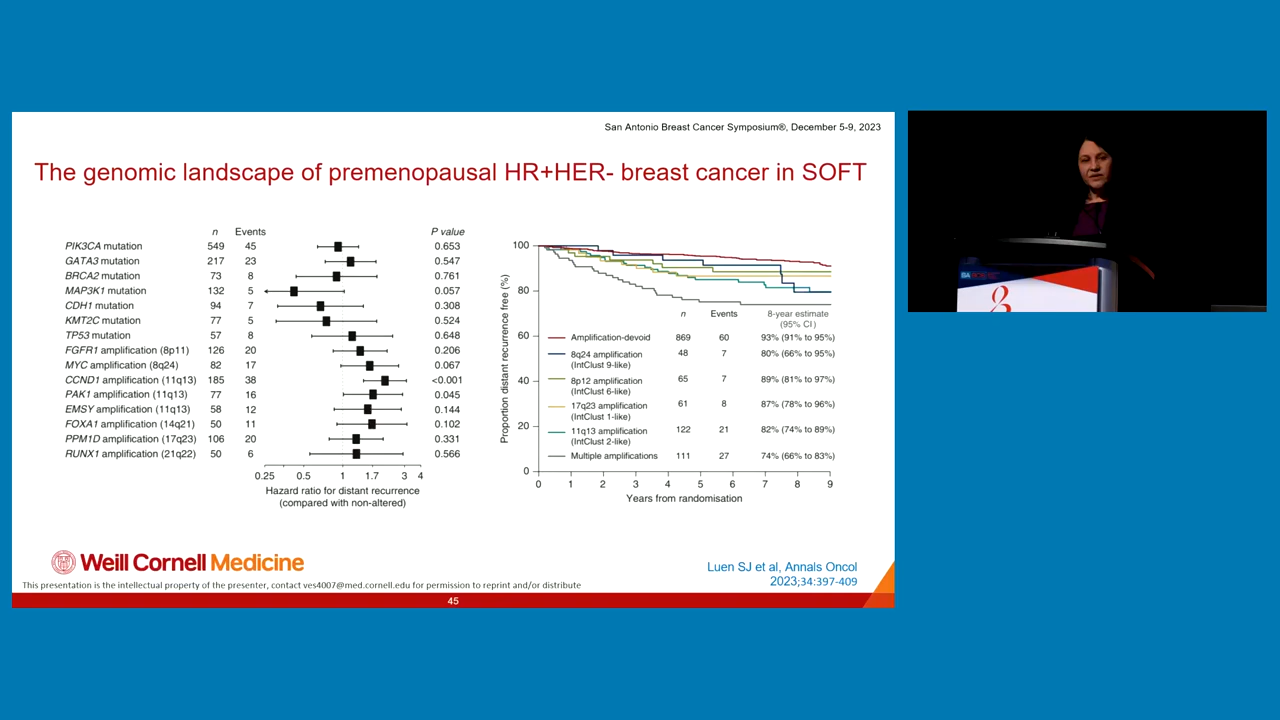 San Antonio Breast Cancer Symposium®, December 5-9, 2023
The genomic landscape of premenopausal HR+HER- breast cancer in SOFT
n Events P value
PIK3CA mutation 549 45 0.653
GATA3 mutation 217 23 0.547
BRCA2 mutation 73 8 0.761
MAP3K1 mutation 132 5 0.057
CDH1 mutation 94 7 0.308
KMT2C mutation 77 5 0.524
TP53 mutation 57 8 0.648
FGFR1 amplification (8p11) 126 20 0.206
MYC amplification (8q24) 82 17 0.067
CCND1 amplification (11q13) 185 38 <0.001
PAK1 amplification (11q13) 77 16 0.045
EMSY amplification (11q13) 58 12 0.144
FOXA1 amplification (14q21) 50 11 0.102
PPM1D amplification (17q23) 106 20 0.331
RUNX1 amplification (21q22) 50 6 0.566
0.25 0.5 1 1.7 3 4
Hazard ratio for distant recurrence
(compared with non-altered)
Proportion distant recurrence free (%)
100
80
60
40
20
0
n Events 8-year estimate
(95% CI)
Amplification-devoid 869 60 93% (91% to 95%)
8q24 amplification 48 7 80% (66% to 95%)
(IntClust 9-like)
8p12 amplification 65 7 89% (81% to 97%)
(IntClust 6-like)
17q23 amplification 61 8 87% (78% to 96%)
(IntClust 1-like)
11q13 amplification 122 21 82% (74% to 89%)
(IntClust 2-like)
Multiple amplifications 111 27 74% (66% to 83%)
0 1 2 3 4 5 6 7 8 9
Years from randomisation
Weill Cornell Medicine
Luen SJ et al, Annals Oncol
2023;34:397-409
This presentation is the intellectual property of the presenter, contact ves4007@med.cornell.edu for permission to reprint and/or distribute
45